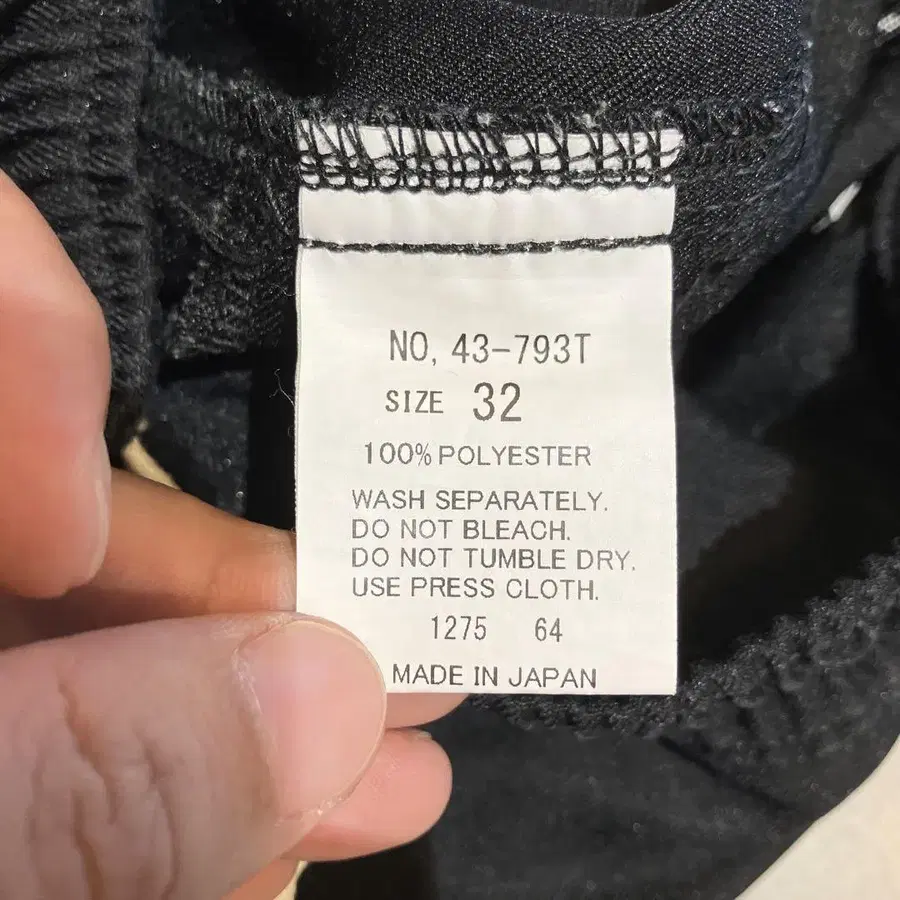 NO, 43-793T
SIZE 32
100% POLYESTER
WASH SEPARATELY.
DO NOT BLEACH.
DO NOT TUMBLE DRY.
USE PRESS CLOTH.
1275 64
MADE IN JAPAN